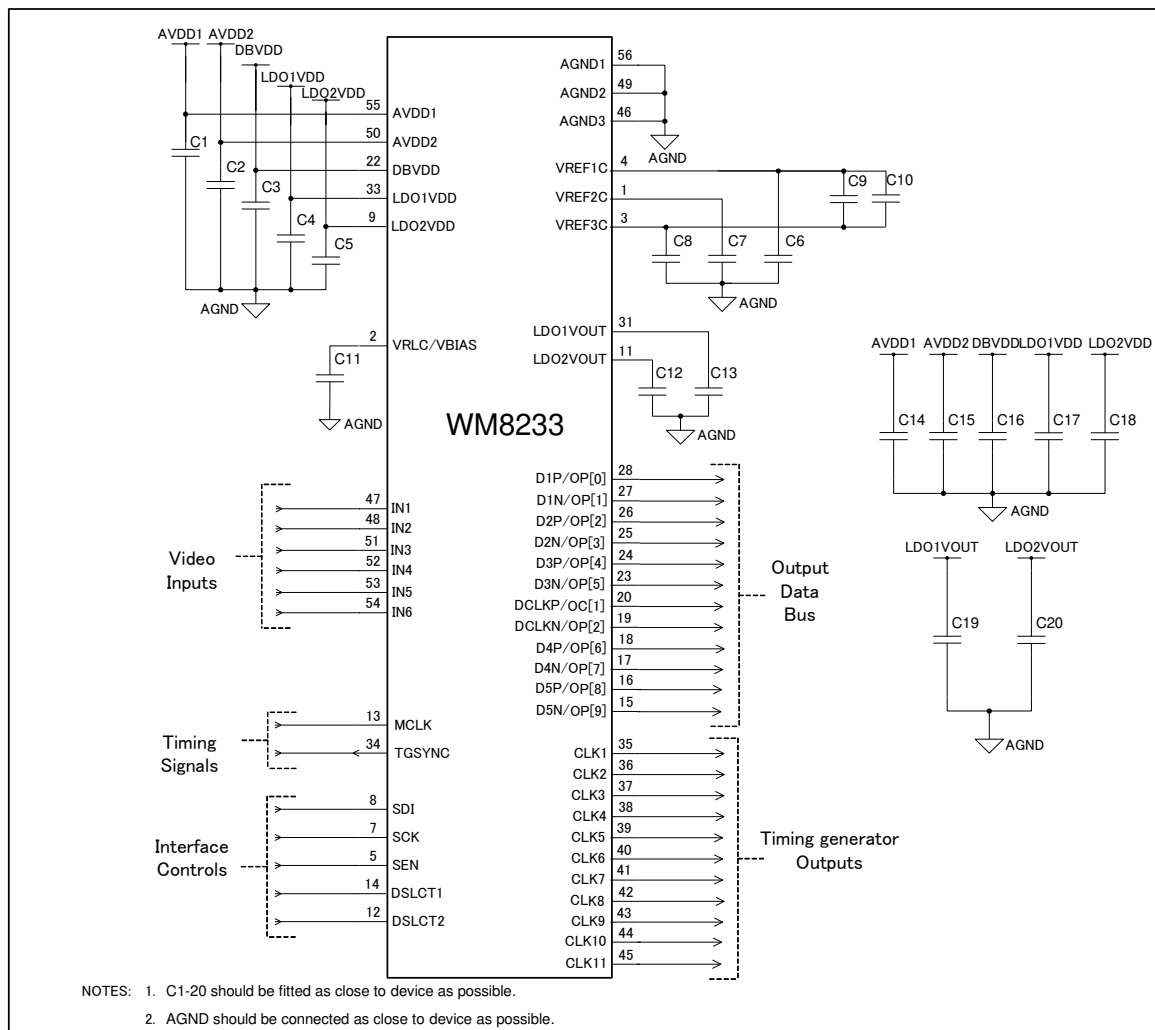 AVDD1 AVDD2
DBVDD
LDO1VDD
LDO2VDD
55 AVDD1
50 AVDD2
22 DBVDD
33 LDO1VDD
9 LDO2VDD
C1
C2
C3
C4
C5
AGND
2 VRLC/VBIAS
C11
AGND
WM8233
AGND1 56
AGND2 49
AGND3 46
AGND
VREF1C 4
VREF2C 1
VREF3C 3
C9 C10
C8 C7 C6
AGND
LDO1VOUT 31
LDO2VOUT 11
C12 C13
AGND
AVDD1 AVDD2 DBVDD LDO1VDD LDO2VDD
C14 C15 C16 C17 C18
AGND
LDO1VOUT LDO2VOUT
C19 C20
AGND
Video
Inputs
47 IN1
48 IN2
51 IN3
52 IN4
53 IN5
54 IN6
Timing
Signals
13 MCLK
34 TGSYNC
Interface
Controls
8 SDI
7 SCK
5 SEN
14 DSLCT1
12 DSLCT2
D1P/OP[0] 28
D1N/OP[1] 27
D2P/OP[2] 26
D2N/OP[3] 25
D3P/OP[4] 24
D3N/OP[5] 23
DCLKP/OC[1] 20
DCLKN/OP[2] 19
D4P/OP[6] 18
D4N/OP[7] 17
D5P/OP[8] 16
D5N/OP[9] 15
Output
Data
Bus
CLK1 35
CLK2 36
CLK3 37
CLK4 38
CLK5 39
CLK6 40
CLK7 41
CLK8 42
CLK9 43
CLK10 44
CLK11 45
Timing generator
Outputs
NOTES: 1. C1-20 should be fitted as close to device as possible.
2. AGND should be connected as close to device as possible.